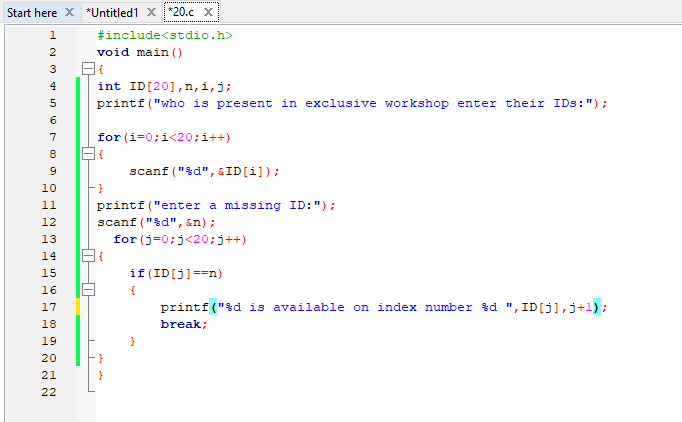 Start here X *Untitled1 X *20.c X
1 #include<stdio.h>
2 void main()
3 {
4 int ID[20],n,i,j;
5 printf("who is present in exclusive workshop enter their IDs:");
6
7 for(i=0;i<20;i++)
8 {
9 scanf("%d",&ID[i]);
10 }
11 printf("enter a missing ID:");
12 scanf("%d",&n);
13 for(j=0;j<20;j++)
14 {
15 if(ID[j]==n)
16 {
17 printf("%d is available on index number %d ",ID[j],j+1);
18 break;
19 }
20 }
21 }
22